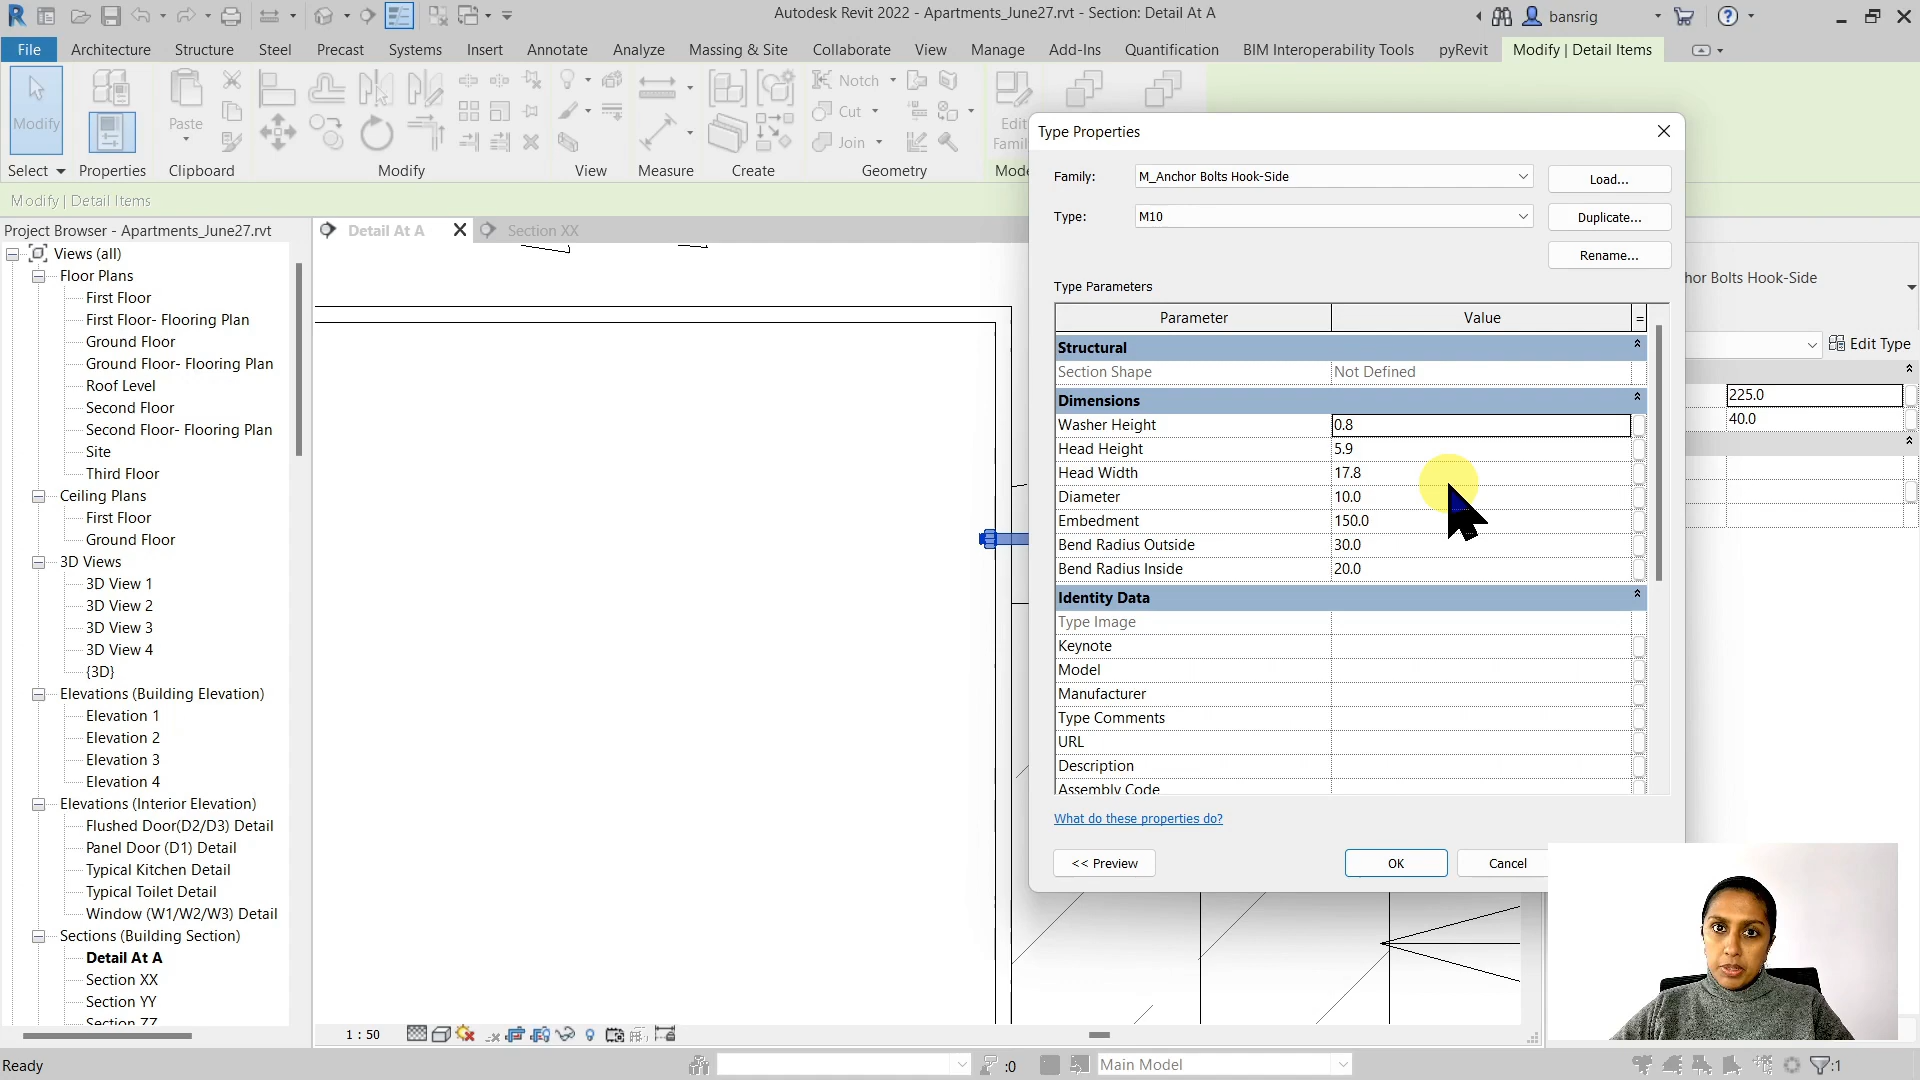 Autodesk Revit 2022 - Apartments_June27.rvt - Section: Detail At A
bansrig
File Architecture Structure Steel Precast Systems Insert Annotate Analyze Massing & Site Collaborate View Manage Add-Ins Quantification BIM Interoperability Tools pyRevit Modify | Detail Items
Modify
Paste
Notch
Cut
Join
Edit
Select Properties Clipboard Modify View Measure Create Geometry
Modify | Detail Items
Project Browser - Apartments_June27.rvt
Views (all)
Floor Plans
First Floor
First Floor- Flooring Plan
Ground Floor
Ground Floor- Flooring Plan
Roof Level
Second Floor
Second Floor- Flooring Plan
Site
Third Floor
Ceiling Plans
First Floor
Ground Floor
3D Views
3D View 1
3D View 2
3D View 3
3D View 4
{3D}
Elevations (Building Elevation)
Elevation 1
Elevation 2
Elevation 3
Elevation 4
Elevations (Interior Elevation)
Flushed Door(D2/D3) Detail
Panel Door (D1) Detail
Typical Kitchen Detail
Typical Toilet Detail
Window (W1/W2/W3) Detail
Sections (Building Section)
Detail At A
Section XX
Section YY
Section ZZ
Detail At A
Section XX
Type Properties
Family:
M_Anchor Bolts Hook-Side
Load...
Type:
M10
Duplicate...
Rename...
Type Parameters
Parameter Value =
Structural
Section Shape Not Defined
Dimensions
Washer Height 0.8
Head Height 5.9
Head Width 17.8
Diameter 10.0
Embedment 150.0
Bend Radius Outside 30.0
Bend Radius Inside 20.0
Identity Data
Type Image
Keynote
Model
Manufacturer
Type Comments
URL
Description
Assembly Code
What do these properties do?
<< Preview
OK
Cancel
hor Bolts Hook-Side
Edit Type
225.0
40.0
1 : 50
Ready
:0
Main Model
:1